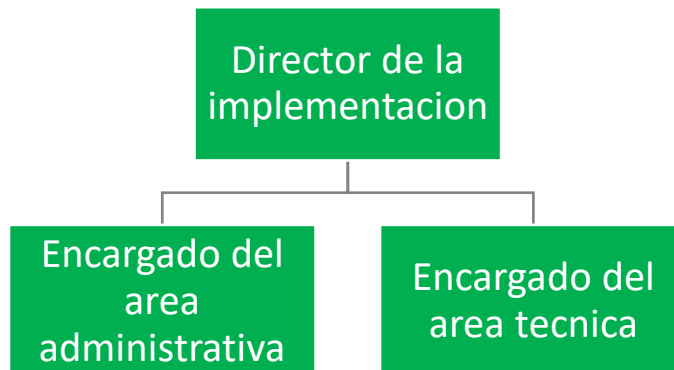 Director de la
implementacion
Encargado del
area
administrativa
Encargado del
area tecnica